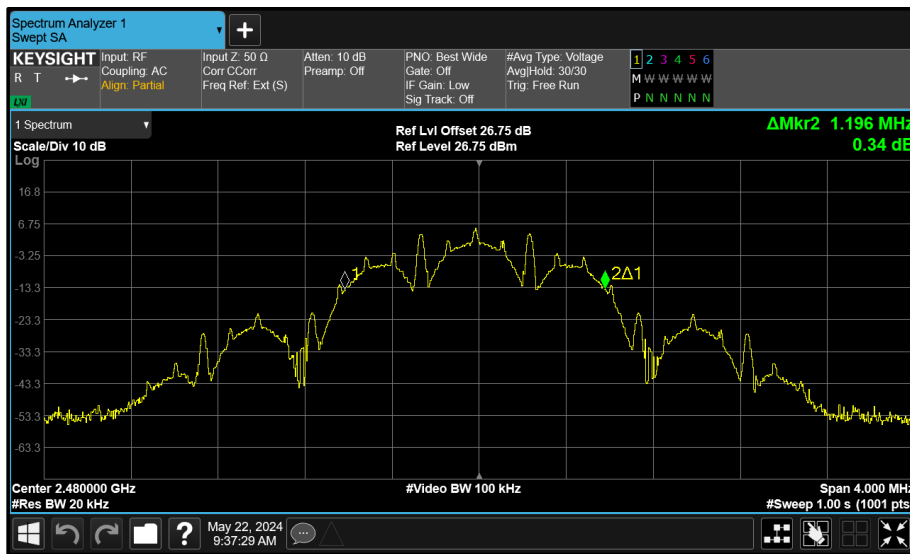 Spectrum Analyzer 1
Swept SA
KEYSIGHT
R T
LXI
Input: RF
Coupling: AC
Align: Partial
Input Z: 50 Ω
Corr CCorr
Freq Ref: Ext (S)
Atten: 10 dB
Preamp: Off
PNO: Best Wide
Gate: Off
IF Gain: Low
Sig Track: Off
#Avg Type: Voltage
Avg|Hold: 30/30
Trig: Free Run
1 2 3 4 5 6
M W W W W W
P N N N N N
1 Spectrum
Scale/Div 10 dB
Ref Lvl Offset 26.75 dB
Ref Level 26.75 dBm
ΔMkr2 1.196 MHz
0.34 dB
Log
16.8
6.75
-3.25
-13.3
-23.3
-33.3
-43.3
-53.3
-63.3
1
2Δ1
Center 2.480000 GHz
#Res BW 20 kHz
#Video BW 100 kHz
Span 4.000 MHz
#Sweep 1.00 s (1001 pts
?
May 22, 2024
9:37:29 AM